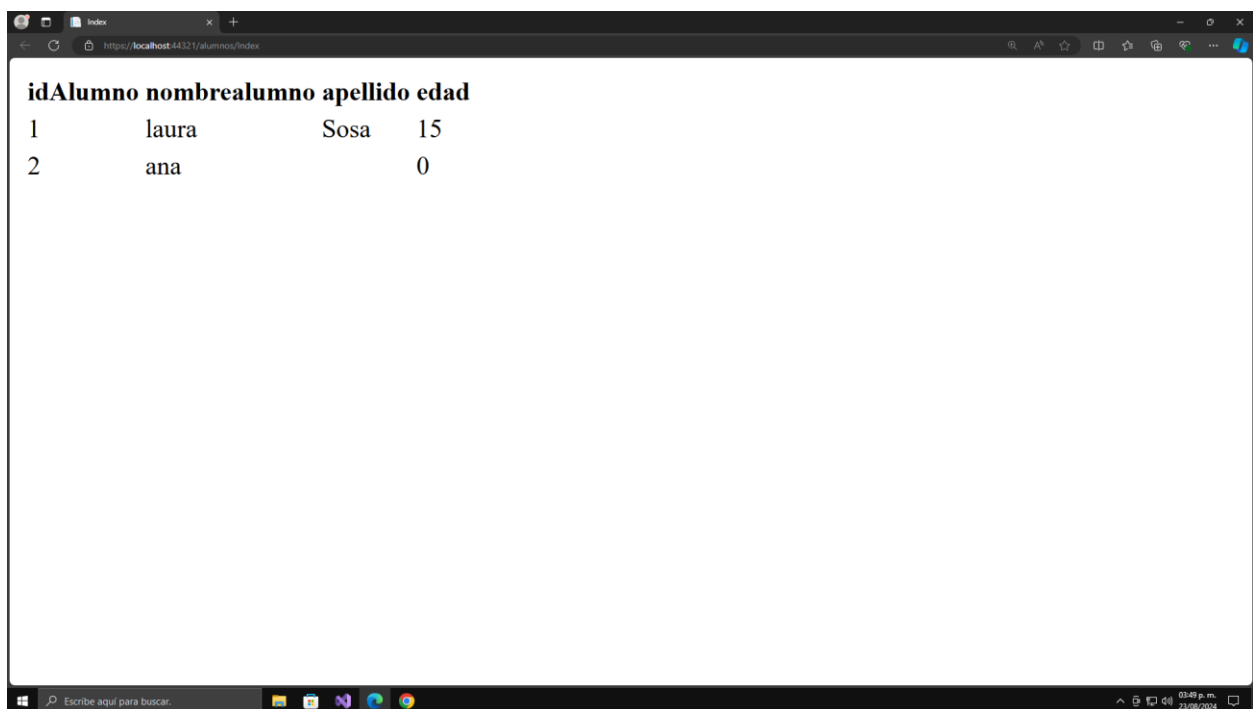 Index
https://localhost:44321/alumnos/Index
idAlumno nombrealumno apellido edad
1 laura Sosa 15
2 ana 0
Escribe aquí para buscar.
03:49 p. m.
23/08/2024